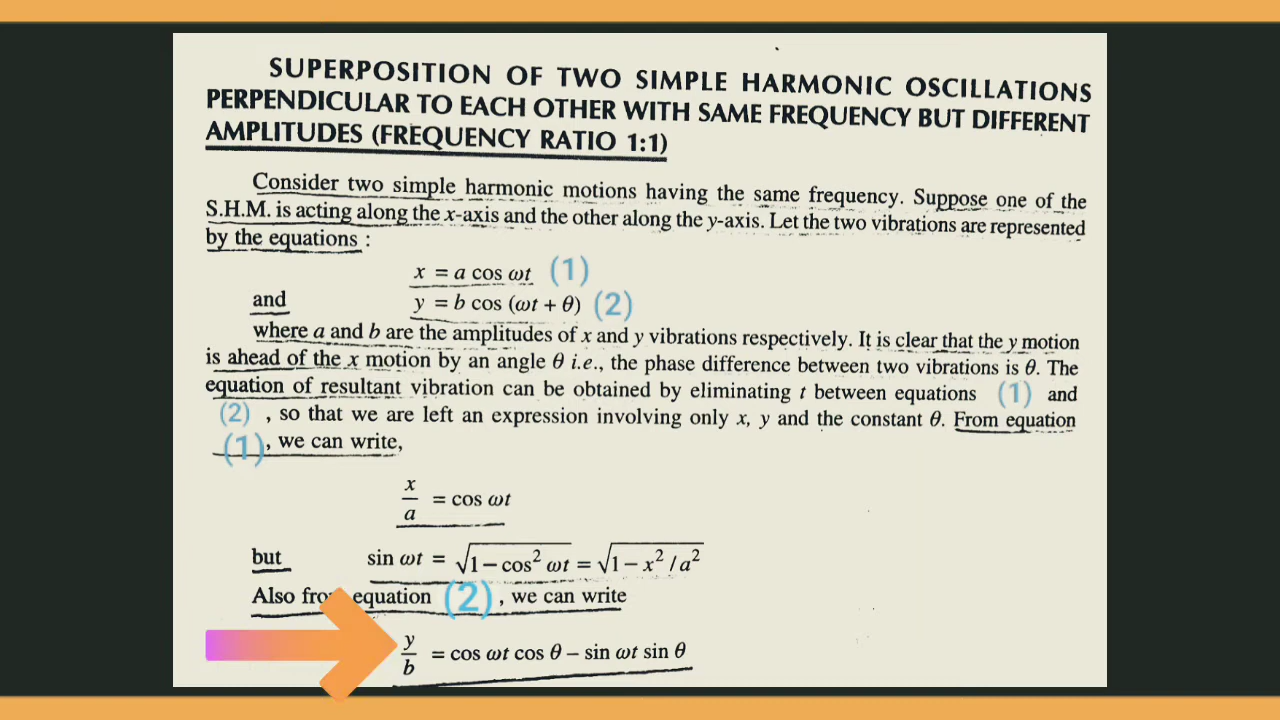 SUPERPOSITION OF TWO SIMPLE HARMONIC OSCILLATIONS
PERPENDICULAR TO EACH OTHER WITH SAME FREQUENCY BUT DIFFERENT
AMPLITUDES (FREQUENCY RATIO 1:1)
Consider two simple harmonic motions having the same frequency. Suppose one of the
S.H.M. is acting along the x-axis and the other along the y-axis. Let the two vibrations are represented
by the equations :
x = a cos ωt (1)
and y = b cos (ωt + θ) (2)
where a and b are the amplitudes of x and y vibrations respectively. It is clear that the y motion
is ahead of the x motion by an angle θ i.e., the phase difference between two vibrations is θ. The
equation of resultant vibration can be obtained by eliminating t between equations (1) and
(2) , so that we are left an expression involving only x, y and the constant θ. From equation
(1), we can write,
x/a = cos ωt
but sin ωt = √1 – cos² ωt = √1 – x² / a²
Also from equation (2) , we can write
y/b = cos ωt cos θ – sin ωt sin θ